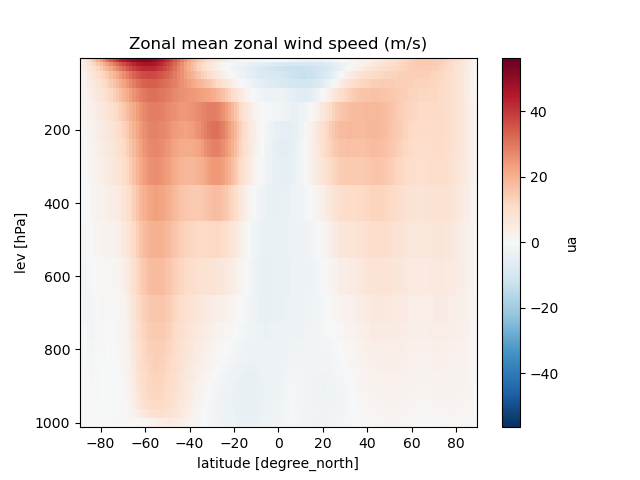 Zonal mean zonal wind speed (m/s)
200
400
600
800
1000
lev [hPa]
−80 −60 −40 −20 0 20 40 60 80
latitude [degree_north]
40
20
0
−20
−40
ua